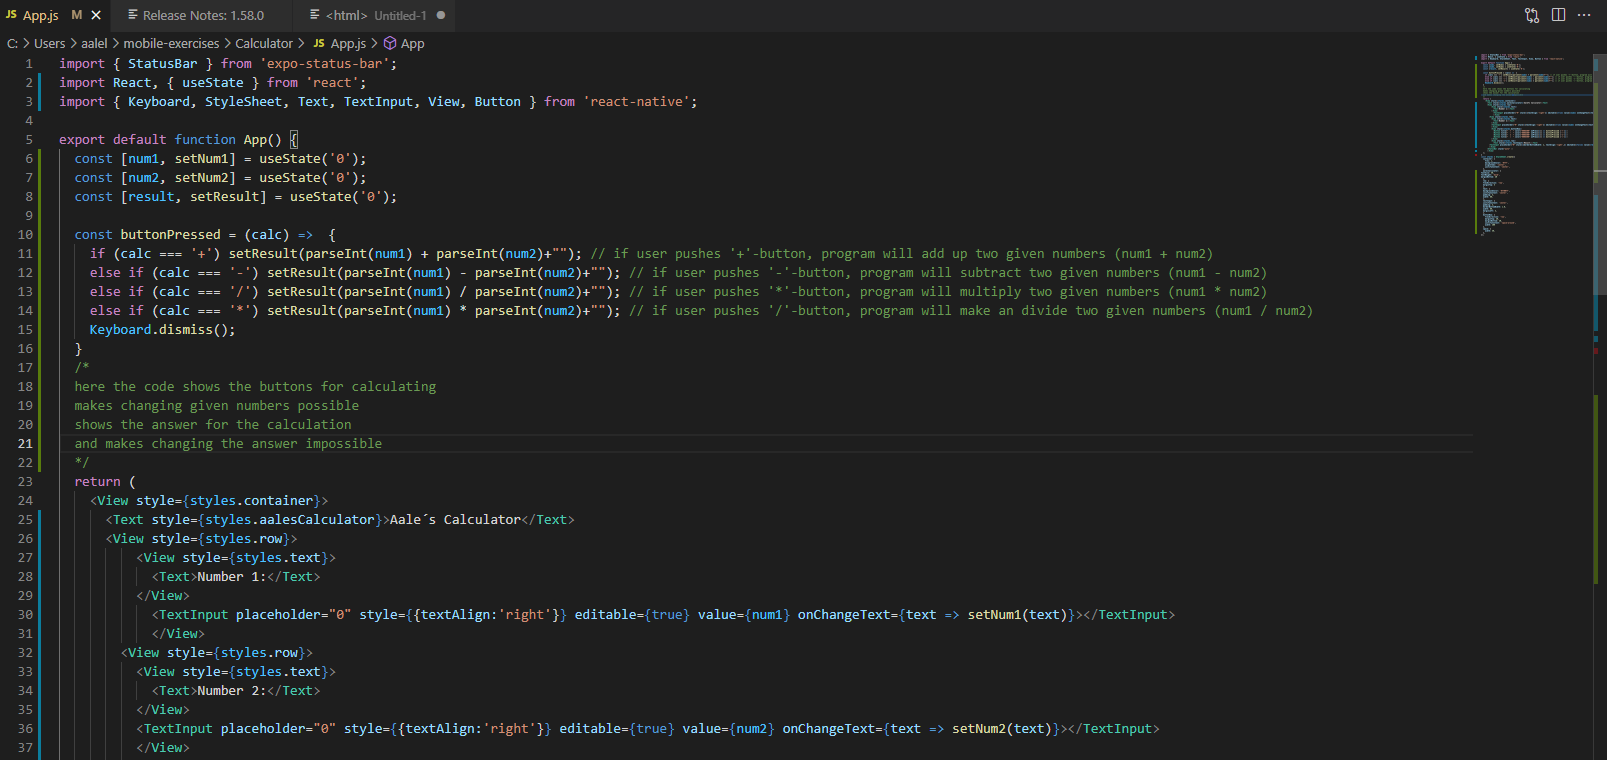 JS App.js M × Release Notes: 1.58.0 <html> Untitled-1 ● ···
C: > Users > aalel > mobile-exercises > Calculator > JS App.js > App
1 import { StatusBar } from 'expo-status-bar';
2 import React, { useState } from 'react';
3 import { Keyboard, StyleSheet, Text, TextInput, View, Button } from 'react-native';
4
5 export default function App() {
6 const [num1, setNum1] = useState('0');
7 const [num2, setNum2] = useState('0');
8 const [result, setResult] = useState('0');
9
10 const buttonPressed = (calc) => {
11 if (calc === '+') setResult(parseInt(num1) + parseInt(num2)+""); // if user pushes '+'-button, program will add up two given numbers (num1 + num2)
12 else if (calc === '-') setResult(parseInt(num1) - parseInt(num2)+""); // if user pushes '-'-button, program will subtract two given numbers (num1 - num2)
13 else if (calc === '/') setResult(parseInt(num1) / parseInt(num2)+""); // if user pushes '*'-button, program will multiply two given numbers (num1 * num2)
14 else if (calc === '*') setResult(parseInt(num1) * parseInt(num2)+""); // if user pushes '/'-button, program will make an divide two given numbers (num1 / num2)
15 Keyboard.dismiss();
16 }
17 /*
18 here the code shows the buttons for calculating
19 makes changing given numbers possible
20 shows the answer for the calculation
21 and makes changing the answer impossible
22 */
23 return (
24 <View style={styles.container}>
25 <Text style={styles.aalesCalculator}>Aale´s Calculator</Text>
26 <View style={styles.row}>
27 <View style={styles.text}>
28 <Text>Number 1:</Text>
29 </View>
30 <TextInput placeholder="0" style={{textAlign:'right'}} editable={true} value={num1} onChangeText={text => setNum1(text)}></TextInput>
31 </View>
32 <View style={styles.row}>
33 <View style={styles.text}>
34 <Text>Number 2:</Text>
35 </View>
36 <TextInput placeholder="0" style={{textAlign:'right'}} editable={true} value={num2} onChangeText={text => setNum2(text)}></TextInput>
37 </View>